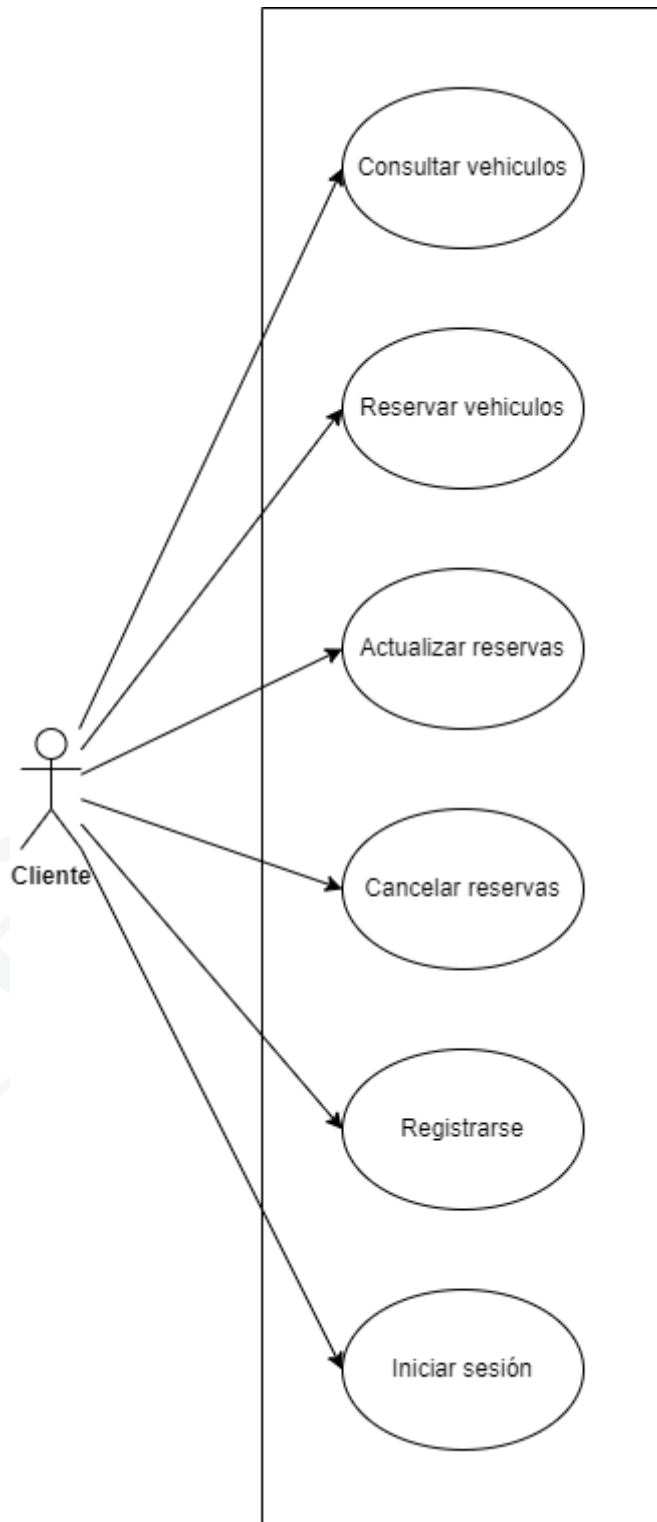 Consultar vehiculos
Reservar vehiculos
Actualizar reservas
Cliente
Cancelar reservas
Registrarse
Iniciar sesión